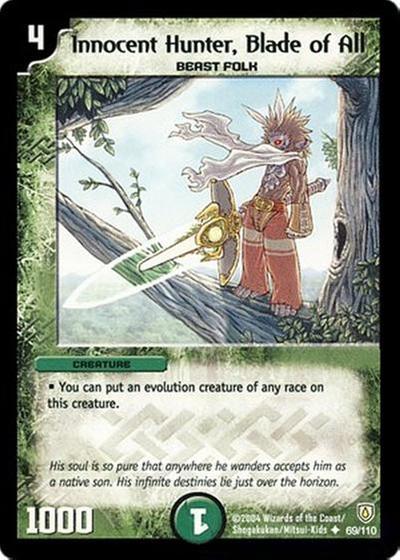 4
Innocent Hunter, Blade of All
BEAST FOLK
CREATURE
▪ You can put an evolution creature of any race on
this creature.
His soul is so pure that anywhere he wanders accepts him as
a native son. His infinite destinies lie just over the horizon.
1000
1
©2004 Wizards of the Coast/
Shogakukan/Mitsui-Kids ♦ 69/110